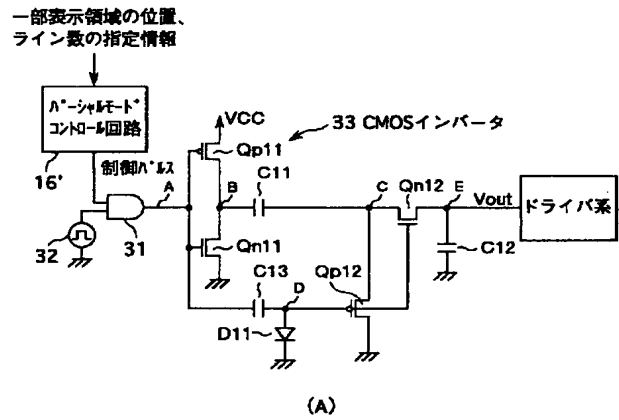 一部表示領域の位置、
ライン数の指定情報
パーシャルモード
コントロール回路
16'
制御パルス
A
31
32
VCC
33 CMOSインバータ
Qp11
B
C11
Qn11
C13
D
D11
C
Qn12
E
Vout
ドライバ系
C12
Qp12
(A)